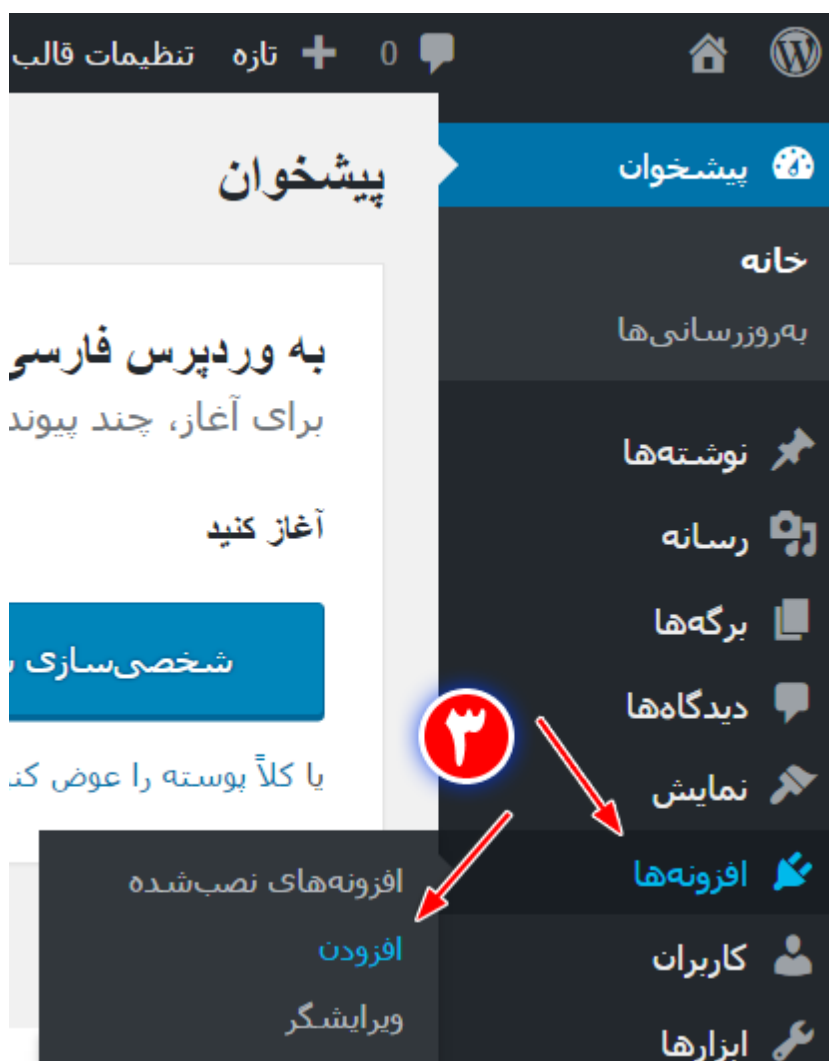 0 تازه تنظیمات قالب
پیشخوان
خانه
به‌روزرسانی‌ها
نوشته‌ها
رسانه
برگه‌ها
دیدگاه‌ها
نمایش
افزونه‌ها
کاربران
ابزارها
پیشخوان
به وردپرس فارسی
برای آغاز، چند پیوند
آغاز کنید
شخصی‌سازی
یا کلاً پوسته را عوض
۳
افزونه‌های نصب‌شده
افزودن
ویرایشگر